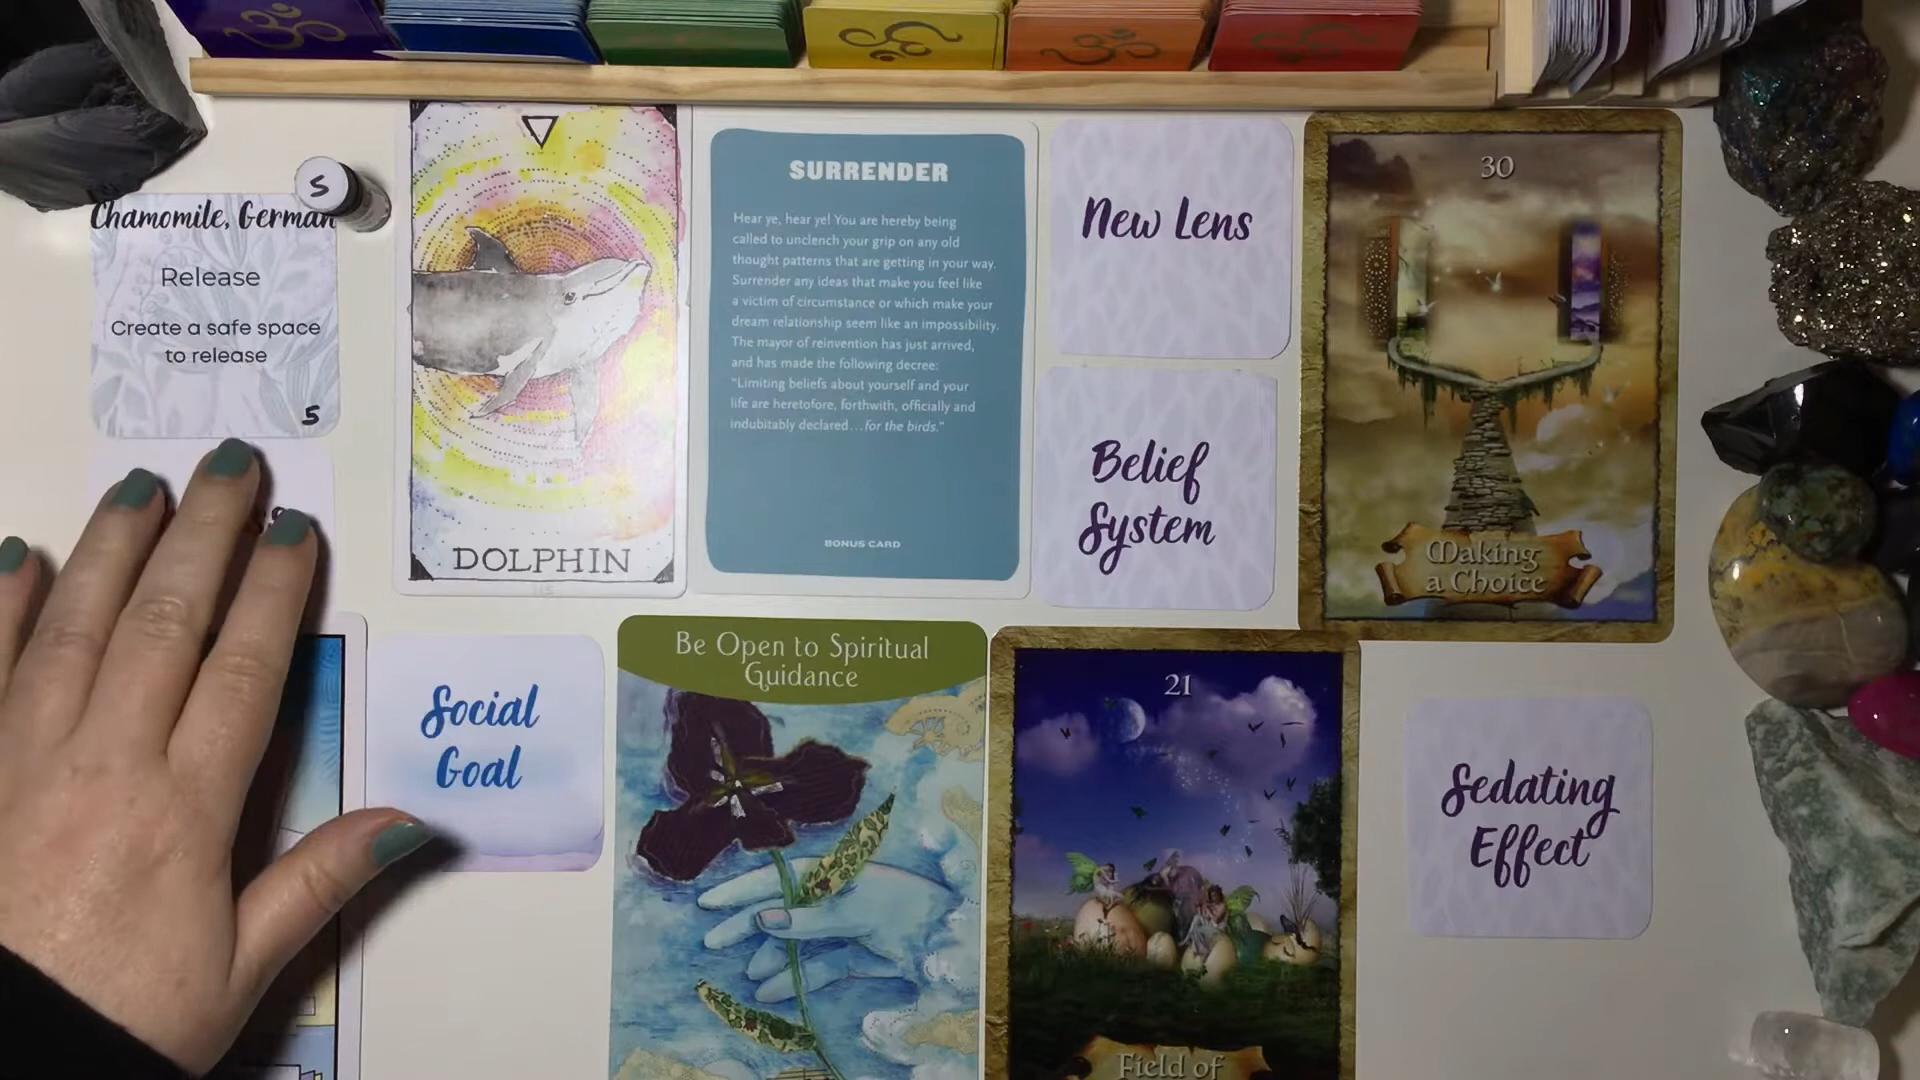 S
Chamomile, German
Release
Create a safe space
to release
5
DOLPHIN
SURRENDER
Hear ye, hear ye! You are hereby being
called to unclench your grip on any old
thought patterns that are getting in your way.
Surrender any ideas that make you feel like
a victim of circumstance or which make your
dream relationship seem like an impossibility.
The mayor of reinvention has just arrived,
and has made the following decree:
"Limiting beliefs about yourself and your
life are heretofore, forthwith, officially and
indubitably declared...for the birds."
BONUS CARD
New Lens
Belief
System
30
Making
a Choice
Social
Goal
Be Open to Spiritual
Guidance
21
Field of
Sedating
Effect